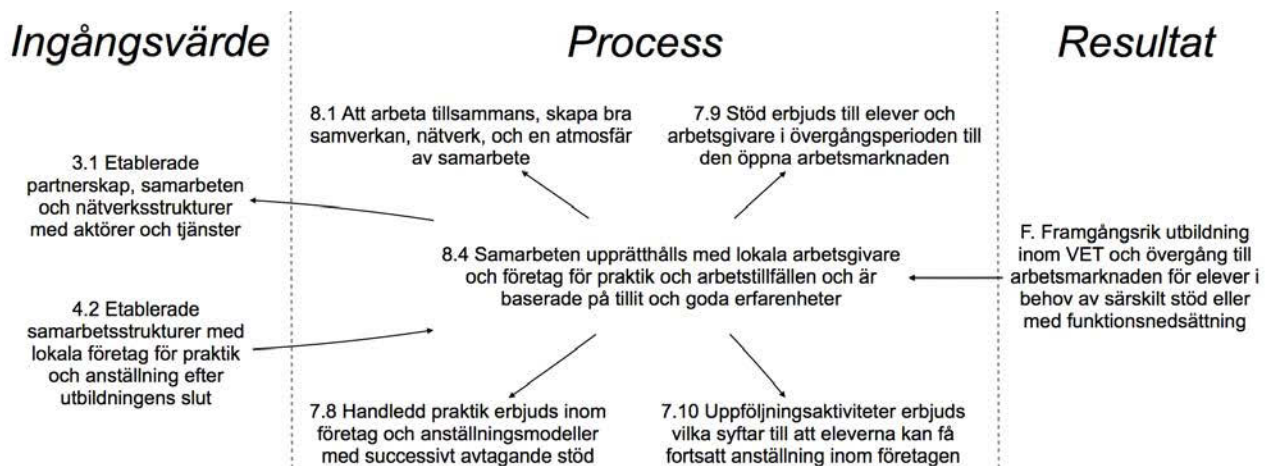 Ingångsvärde
Process
Resultat
8.1 Att arbeta tillsammans, skapa bra
samverkan, nätverk, och en atmosfär
av samarbete
7.9 Stöd erbjuds till elever och
arbetsgivare i övergångsperioden till
den öppna arbetsmarknaden
3.1 Etablerade
partnerskap, samarbeten
och nätverksstrukturer
med aktörer och tjänster
8.4 Samarbeten upprätthålls med lokala arbetsgivare
och företag för praktik och arbetstillfällen och är
baserade på tillit och goda erfarenheter
F. Framgångsrik utbildning
inom VET och övergång till
arbetsmarknaden för elever i
behov av särskilt stöd eller
med funktionsnedsättning
4.2 Etablerade
samarbetsstrukturer med
lokala företag för praktik
och anställning efter
utbildningens slut
7.8 Handledd praktik erbjuds inom
företag och anställningsmodeller
med successivt avtagande stöd
7.10 Uppföljningsaktiviteter erbjuds
vilka syftar till att eleverna kan få
fortsatt anställning inom företagen